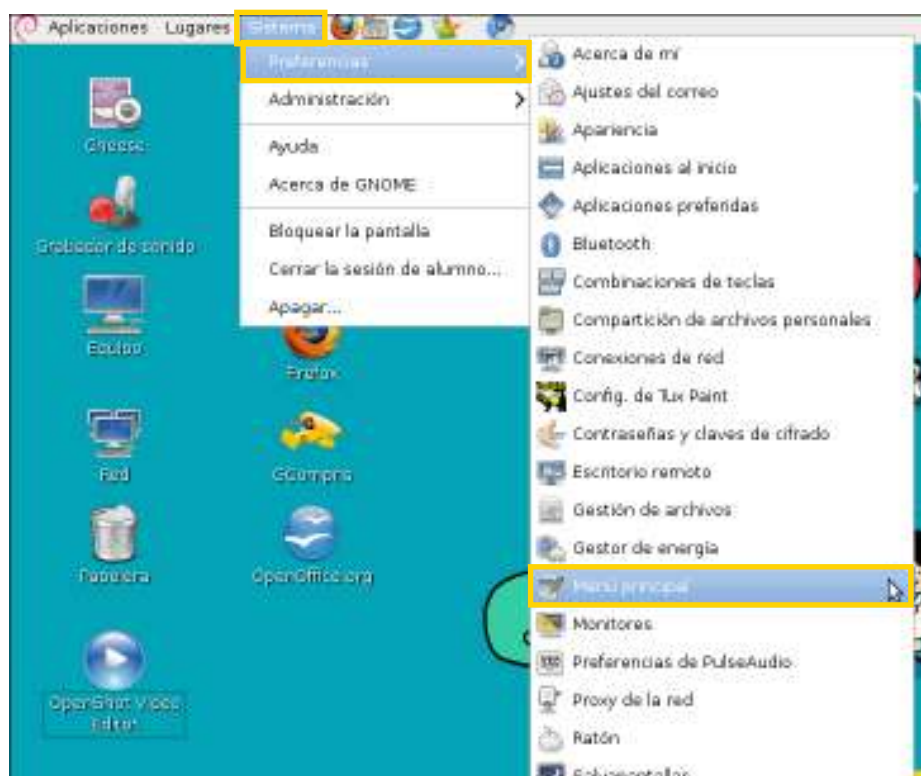 Aplicaciones Lugares Sistema
Preferencias
Administración
Ayuda
Acerca de GNOME
Bloquear la pantalla
Cerrar la sesión de alumno...
Apagar...
Acerca de mí
Ajustes del correo
Apariencia
Aplicaciones al inicio
Aplicaciones preferidas
Bluetooth
Combinaciones de teclas
Compartición de archivos personales
Conexiones de red
Config. de Tux Paint
Contraseñas y claves de cifrado
Escritorio remoto
Gestión de archivos
Gestor de energía
Menú principal
Monitores
Preferencias de PulseAudio
Proxy de la red
Ratón
Salvapantallas
Cheese
Grabador de sonido
Equipo
Firefox
Red
GCompris
Papelera
OpenOffice.org
OpenShot Video
Editor